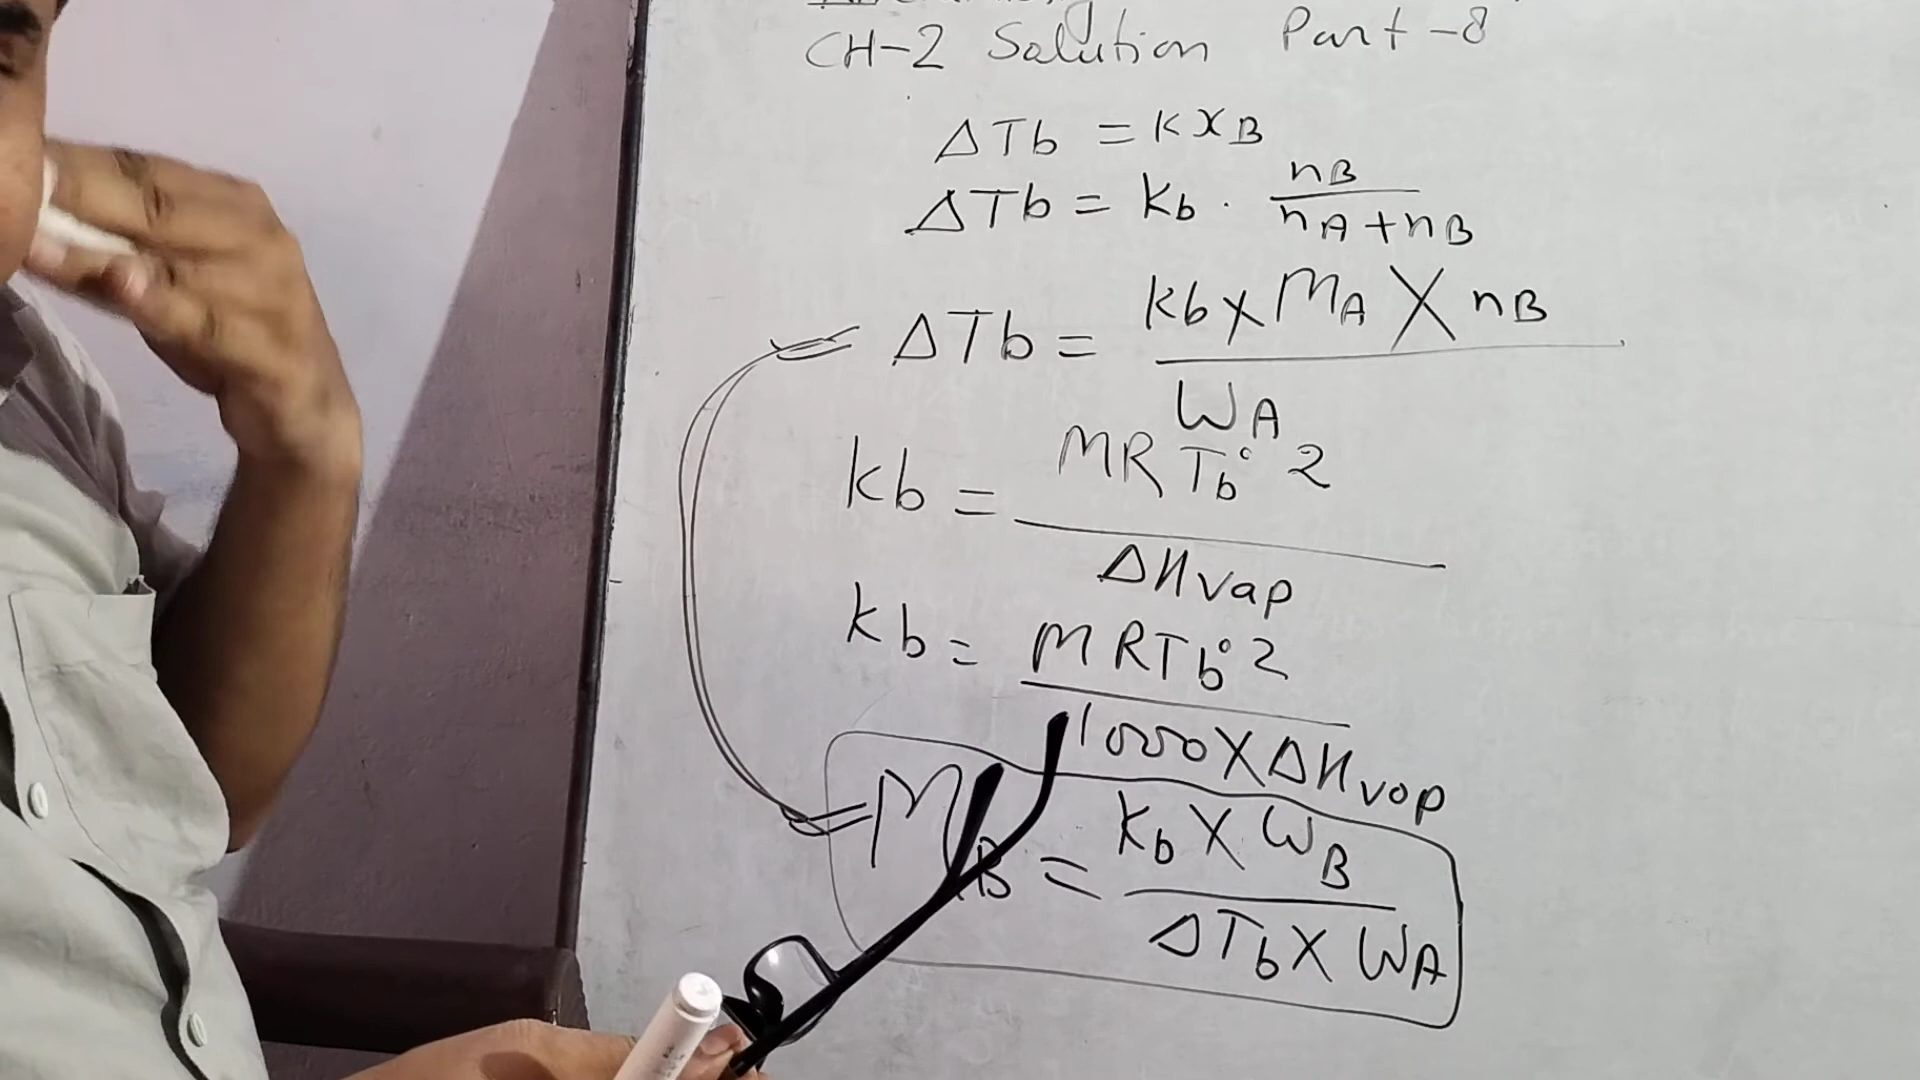 CH-2 Solution Part-8
ΔTb = KXB
ΔTb = Kb . nB / nA+nB
ΔTb = Kb X MA X nB / WA
Kb = MRTb°2 / ΔHvap
Kb = MRTb°2 / 1000 X ΔHvap
MB = Kb X WB / ΔTb X WA